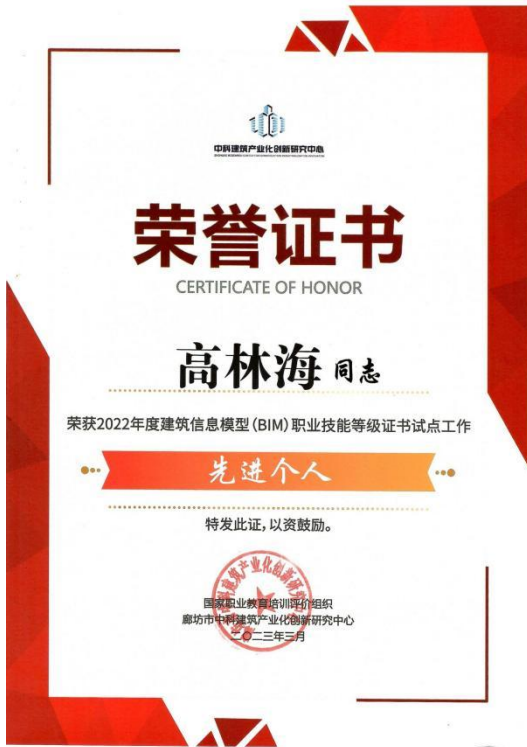 中科建筑产业化创新研究中心
荣誉证书
CERTIFICATE OF HONOR
高林海 同志
荣获2022年度建筑信息模型(BIM)职业技能等级证书试点工作
先进个人
特发此证,以资鼓励。
国家职业教育培训评价组织
廊坊市中科建筑产业化创新研究中心
二〇二三年三月